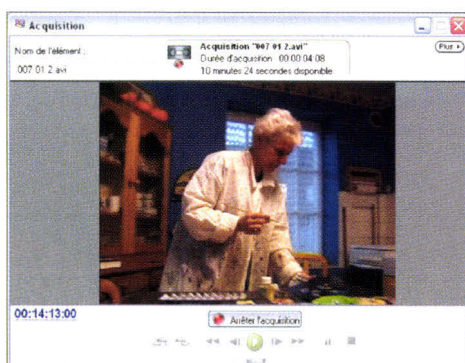 Acquisition
Nom de l'élément :
007 01 2.avi
Acquisition "007 01 2.avi"
Durée d'acquisition 00:00:04:08
10 minutes 24 secondes disponible
Plus
00:14:13:00
Arrêter l'acquisition